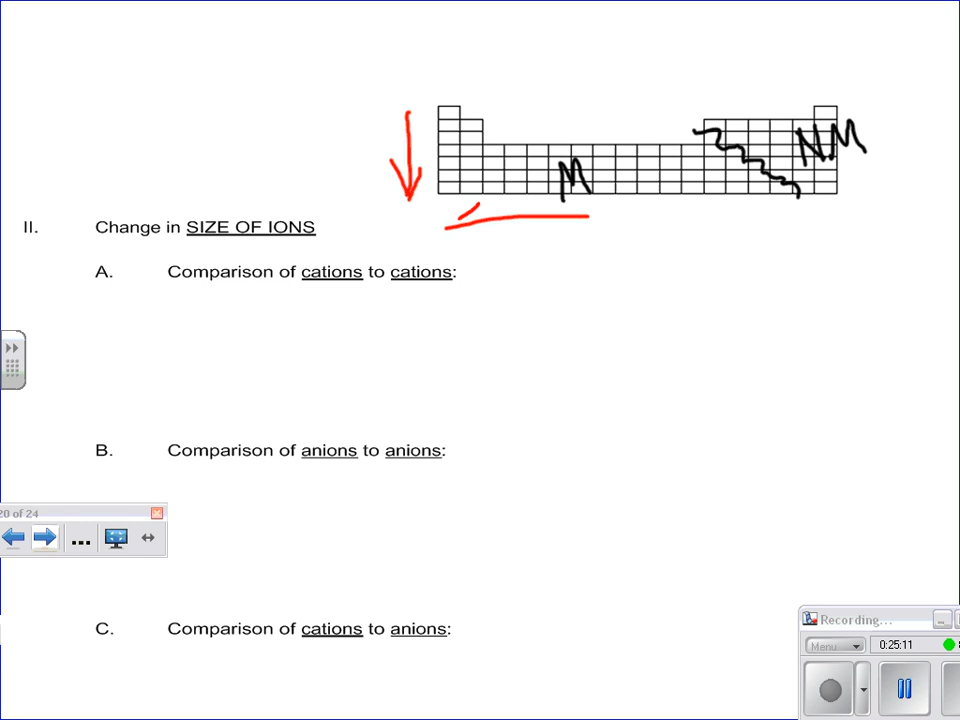 NM
M
II. Change in SIZE OF IONS
A. Comparison of cations to cations:
B. Comparison of anions to anions:
20 of 24
...
C. Comparison of cations to anions:
Recording...
Menu 0:25:11